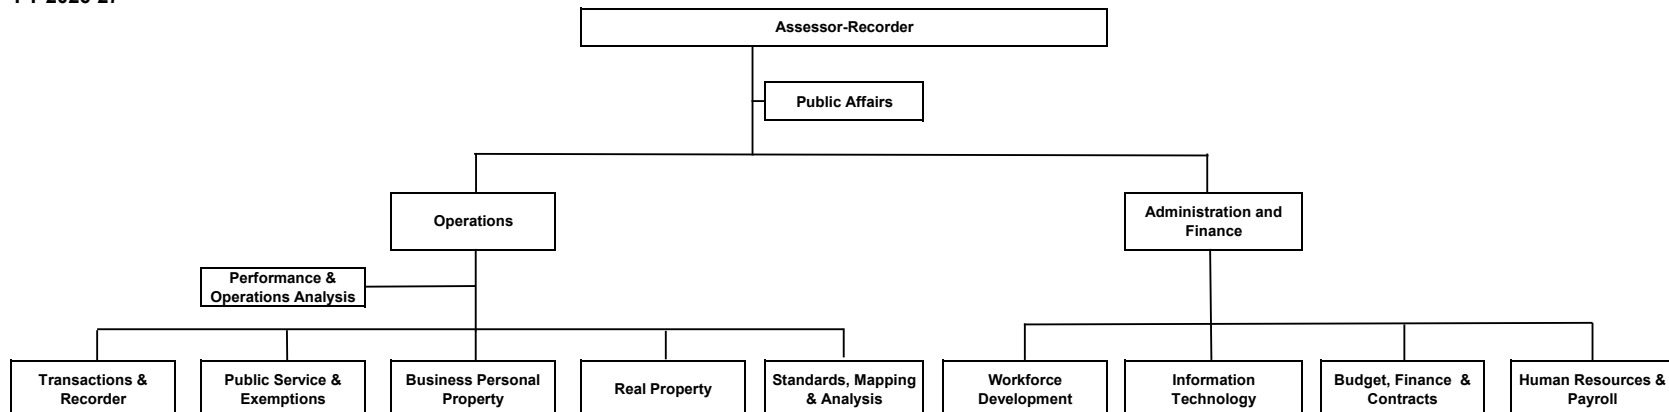 Assessor-Recorder
Public Affairs
Operations
Administration and
Finance
Performance &
Operations Analysis
Transactions &
Recorder
Public Service &
Exemptions
Business Personal
Property
Real Property
Standards, Mapping
& Analysis
Workforce
Development
Information
Technology
Budget, Finance &
Contracts
Human Resources &
Payroll